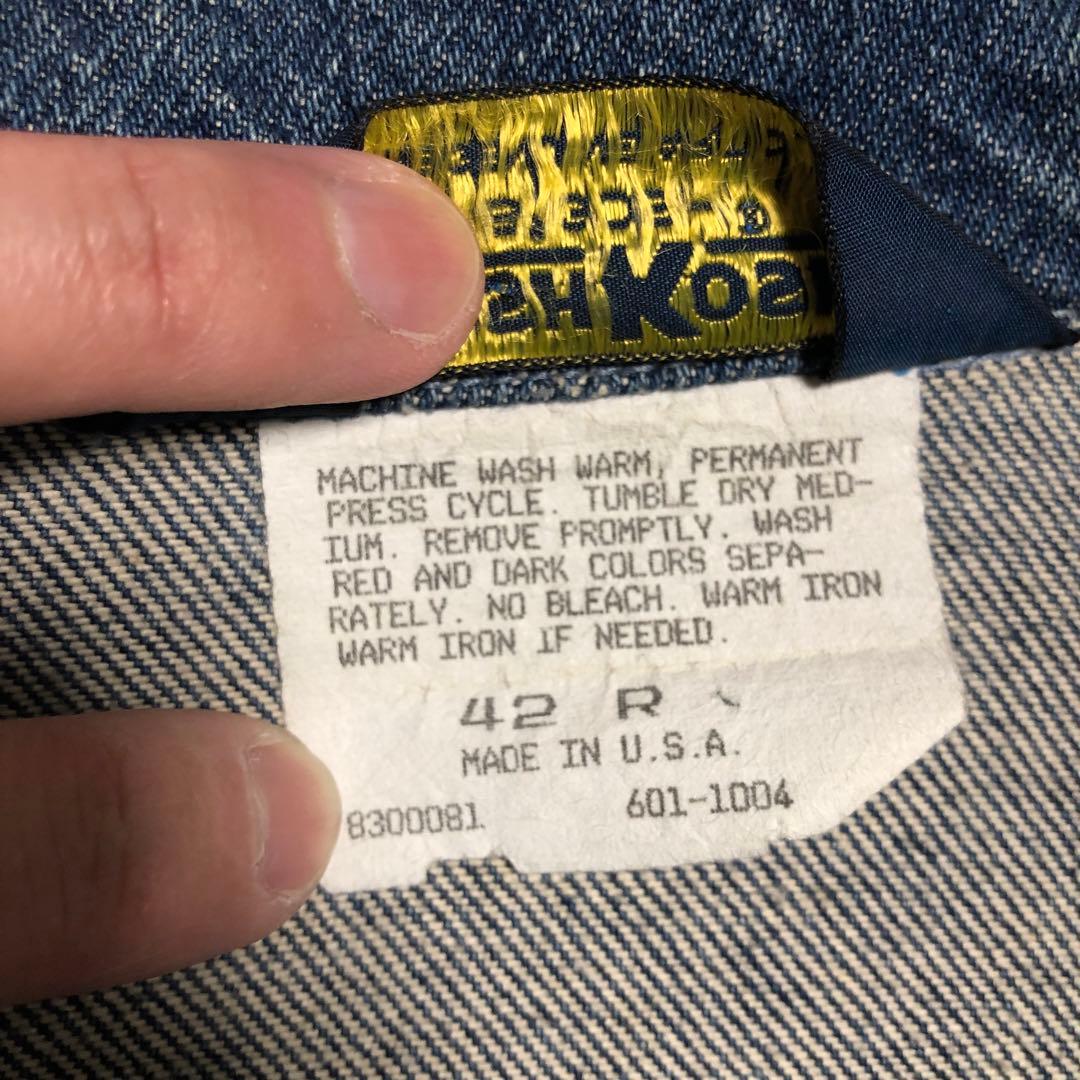 OSHKOSH
MACHINE WASH WARM, PERMANENT
PRESS CYCLE. TUMBLE DRY MED-
IUM. REMOVE PROMPTLY. WASH
RED AND DARK COLORS SEPA-
RATELY. NO BLEACH. WARM IRON
WARM IRON IF NEEDED.
42 R
MADE IN U.S.A.
8300081 601-1004